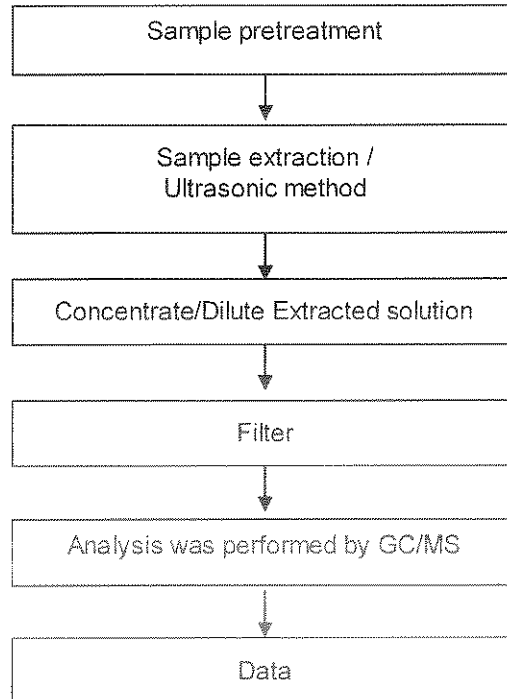 Sample pretreatment
Sample extraction /
Ultrasonic method
Concentrate/Dilute Extracted solution
Filter
Analysis was performed by GC/MS
Data